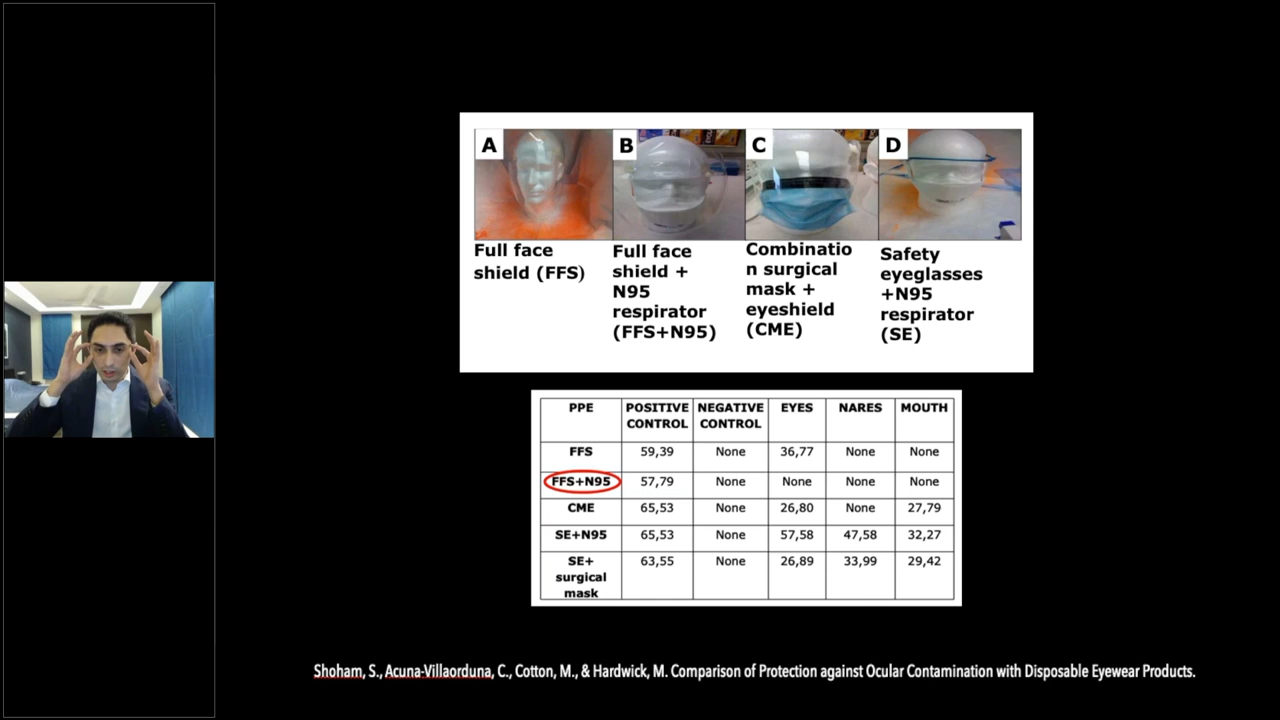 A
B
C
D
Full face
shield (FFS)
Full face
shield +
N95
respirator
(FFS+N95)
Combinatio
n surgical
mask +
eyeshield
(CME)
Safety
eyeglasses
+N95
respirator
(SE)
PPE POSITIVE CONTROL NEGATIVE CONTROL EYES NARES MOUTH
FFS 59,39 None 36,77 None None
FFS+N95 57,79 None None None None
CME 65,53 None 26,80 None 27,79
SE+N95 65,53 None 57,58 47,58 32,27
SE+ surgical mask 63,55 None 26,89 33,99 29,42
Shoham, S., Acuna-Villaorduna, C., Cotton, M., & Hardwick, M. Comparison of Protection against Ocular Contamination with Disposable Eyewear Products.